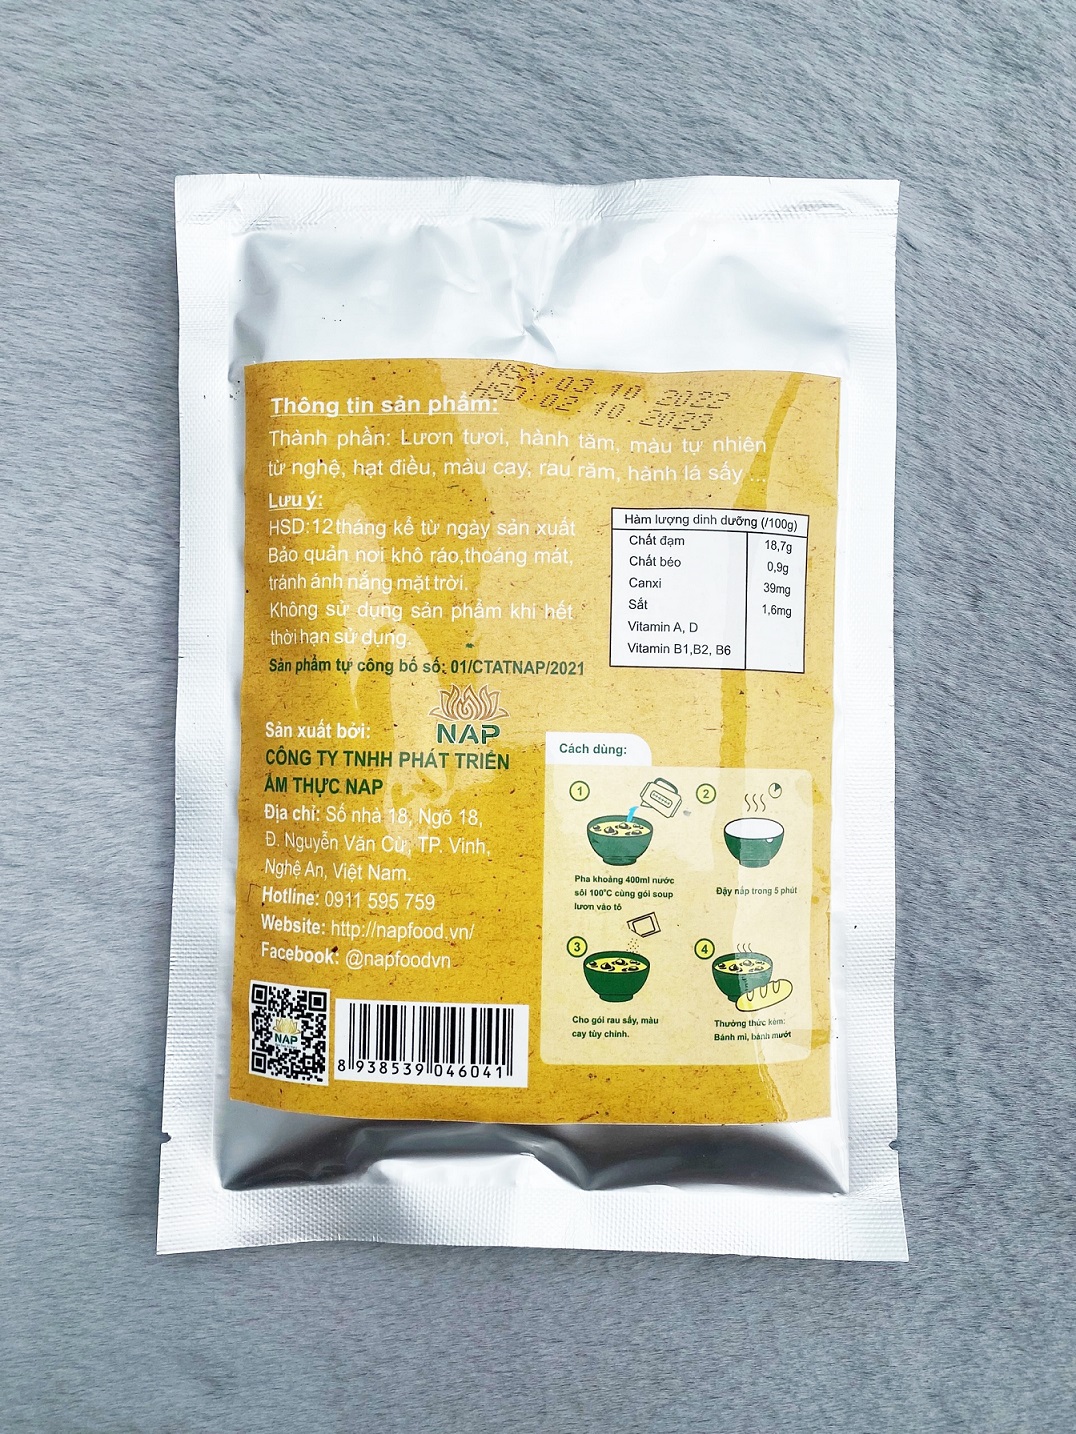 NSX:03.10.2022
HSD:02.10.2023
Thông tin sản phẩm:
Thành phần: Lươn tươi, hành tăm, màu tự nhiên
từ nghệ, hạt điều, màu cay, rau răm, hành lá sấy ...
Lưu ý:
HSD:12 tháng kể từ ngày sản xuất
Bảo quản nơi khô ráo,thoáng mát,
tránh ánh nắng mặt trời.
Không sử dụng sản phẩm khi hết
thời hạn sử dụng.
Sản phẩm tự công bố số: 01/CTATNAP/2021
Hàm lượng dinh dưỡng (/100g)
Chất đạm 18,7g
Chất béo 0,9g
Canxi 39mg
Sắt 1,6mg
Vitamin A, D
Vitamin B1,B2, B6
NAP
Sản xuất bởi:
CÔNG TY TNHH PHÁT TRIỂN
ẨM THỰC NAP
Địa chỉ: Số nhà 18, Ngõ 18,
Đ. Nguyễn Văn Cừ, TP. Vinh,
Nghệ An, Việt Nam.
Hotline: 0911 595 759
Website: http://napfood.vn/
Facebook: @napfoodvn
NAP
8 938539 046041
Cách dùng:
1
Pha khoảng 400ml nước
sôi 100°C cùng gói soup
lươn vào tô
2
Đậy nắp trong 5 phút
3
Cho gói rau sấy, màu
cay tùy chỉnh.
4
Thưởng thức kèm:
Bánh mì, bánh mướt